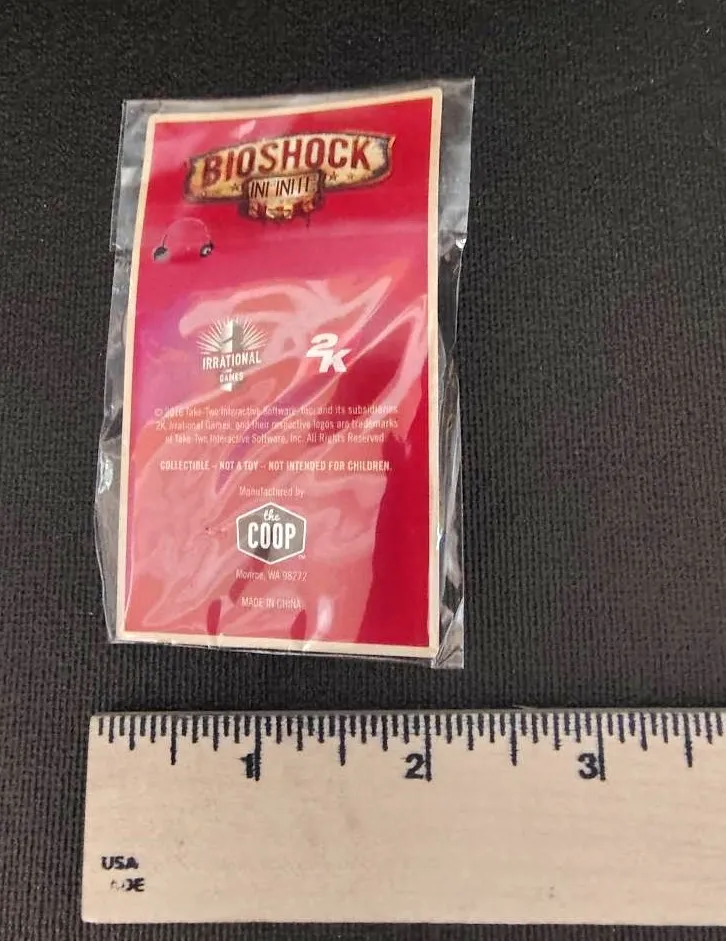 BIOSHOCK
INFINITE
IRRATIONAL
GAMES
2K
© 2016 Take-Two Interactive Software, Inc. and its subsidiaries.
2K, Irrational Games, and their respective logos are trademarks
of Take-Two Interactive Software, Inc. All Rights Reserved
COLLECTIBLE - NOT A TOY - NOT INTENDED FOR CHILDREN.
Manufactured by
the
COOP
™
Monroe, WA 98272
MADE IN CHINA
1 2 3
USA